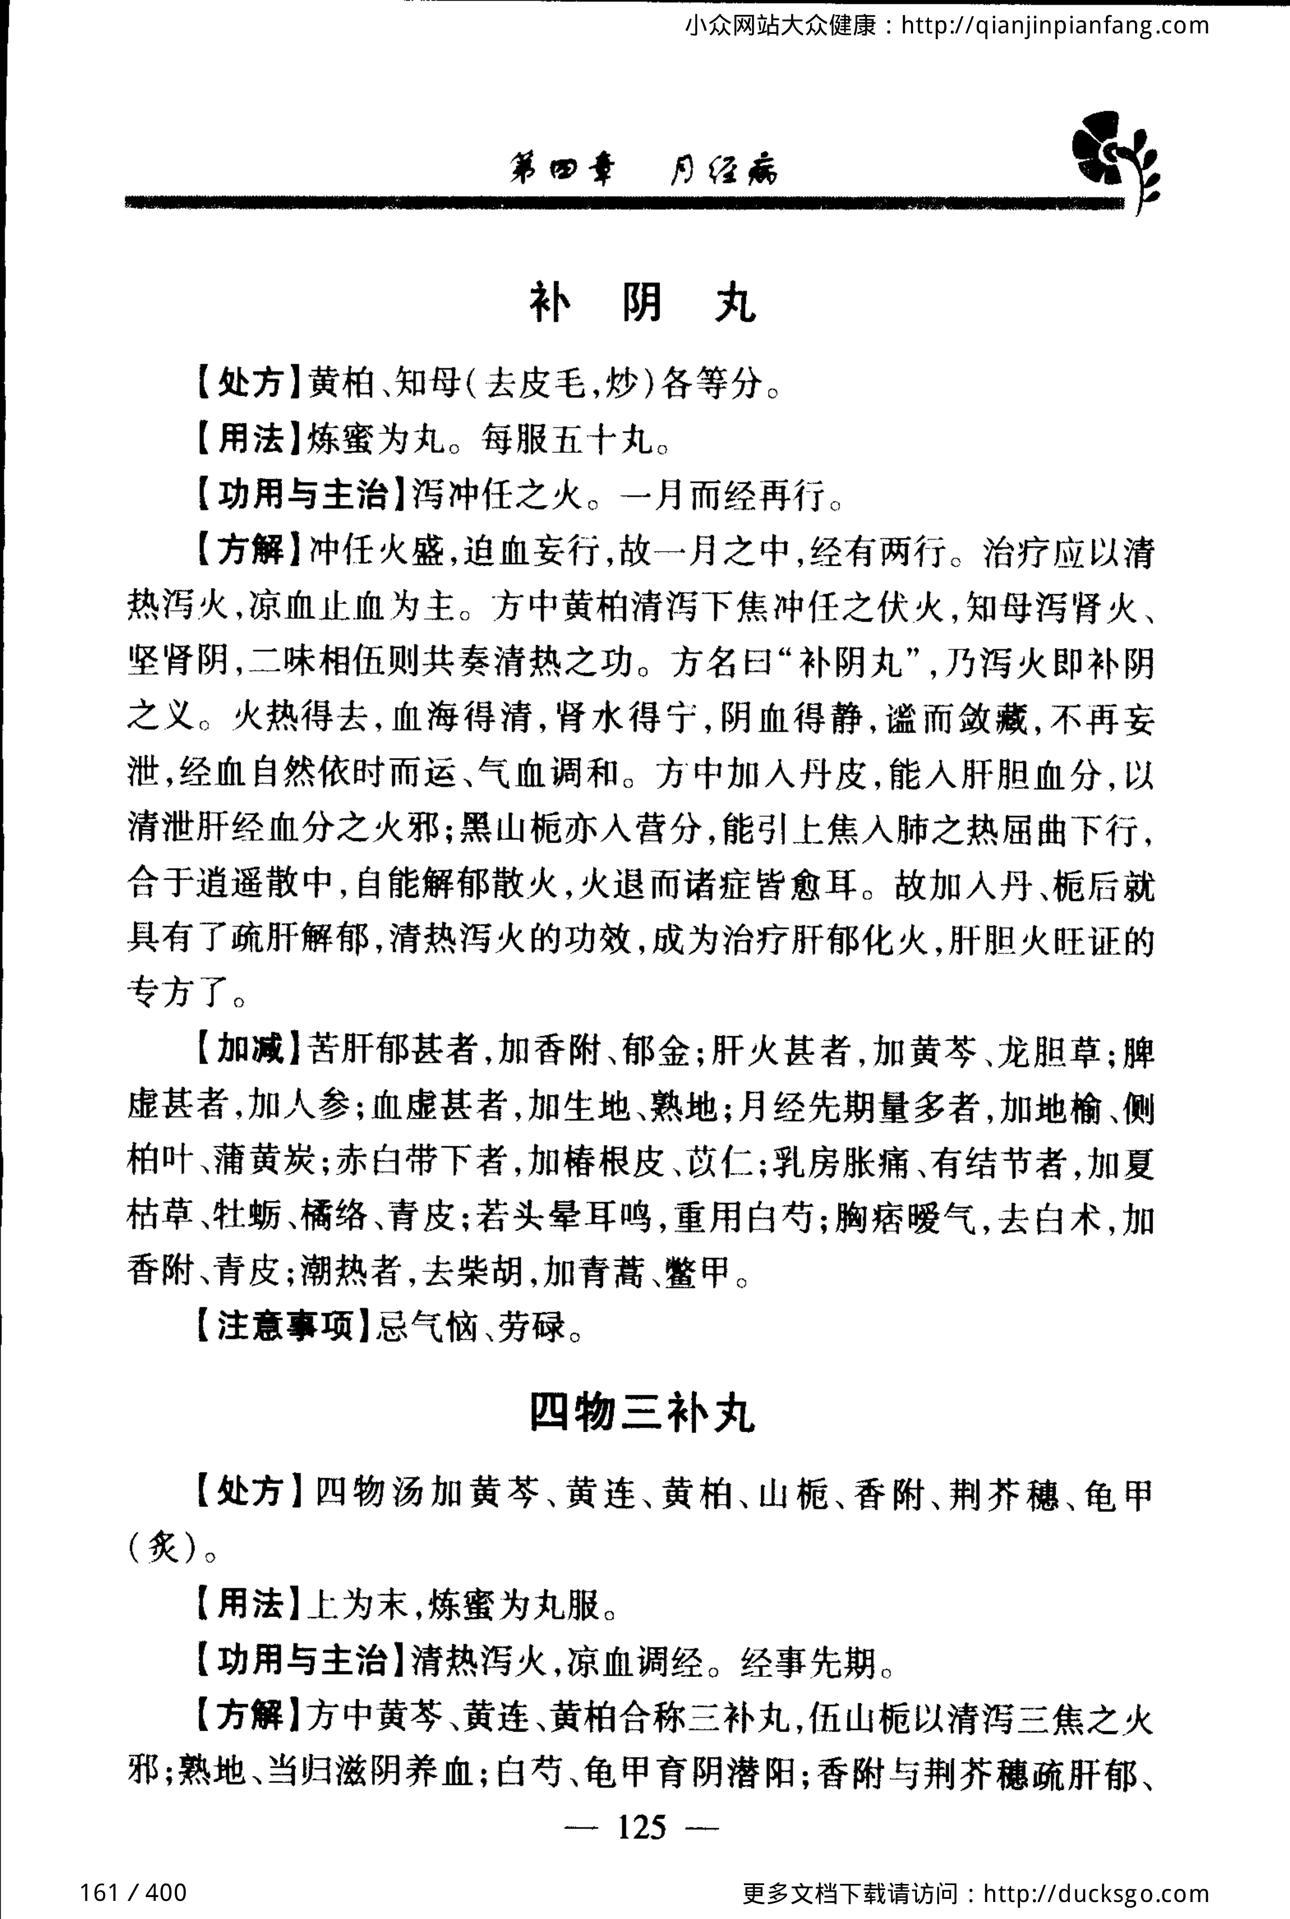 小众网站大众健康：http://qianjinpianfang.com
第四章　月经病
补　阴　丸
【处方】黄柏、知母(去皮毛,炒)各等分。
【用法】炼蜜为丸。每服五十丸。
【功用与主治】泻冲任之火。一月而经再行。
【方解】冲任火盛,迫血妄行,故一月之中,经有两行。治疗应以清
热泻火,凉血止血为主。方中黄柏清泻下焦冲任之伏火,知母泻肾火、
坚肾阴,二味相伍则共奏清热之功。方名曰“补阴丸”,乃泻火即补阴
之义。火热得去,血海得清,肾水得宁,阴血得静,谧而敛藏,不再妄
泄,经血自然依时而运、气血调和。方中加入丹皮,能入肝胆血分,以
清泄肝经血分之火邪;黑山栀亦入营分,能引上焦入肺之热屈曲下行,
合于逍遥散中,自能解郁散火,火退而诸症皆愈耳。故加入丹、栀后就
具有了疏肝解郁,清热泻火的功效,成为治疗肝郁化火,肝胆火旺证的
专方了。
【加减】苦肝郁甚者,加香附、郁金;肝火甚者,加黄芩、龙胆草;脾
虚甚者,加人参;血虚甚者,加生地、熟地;月经先期量多者,加地榆、侧
柏叶、蒲黄炭;赤白带下者,加椿根皮、苡仁;乳房胀痛、有结节者,加夏
枯草、牡蛎、橘络、青皮;若头晕耳鸣,重用白芍;胸痞嗳气,去白术,加
香附、青皮;潮热者,去柴胡,加青蒿、鳖甲。
【注意事项】忌气恼、劳碌。
四物三补丸
【处方】四物汤加黄芩、黄连、黄柏、山栀、香附、荆芥穗、龟甲
(炙)。
【用法】上为末,炼蜜为丸服。
【功用与主治】清热泻火,凉血调经。经事先期。
【方解】方中黄芩、黄连、黄柏合称三补丸,伍山栀以清泻三焦之火
邪;熟地、当归滋阴养血;白芍、龟甲育阴潜阳;香附与荆芥穗疏肝郁、
— 125 —
161 / 400
更多文档下载请访问：http://ducksgo.com